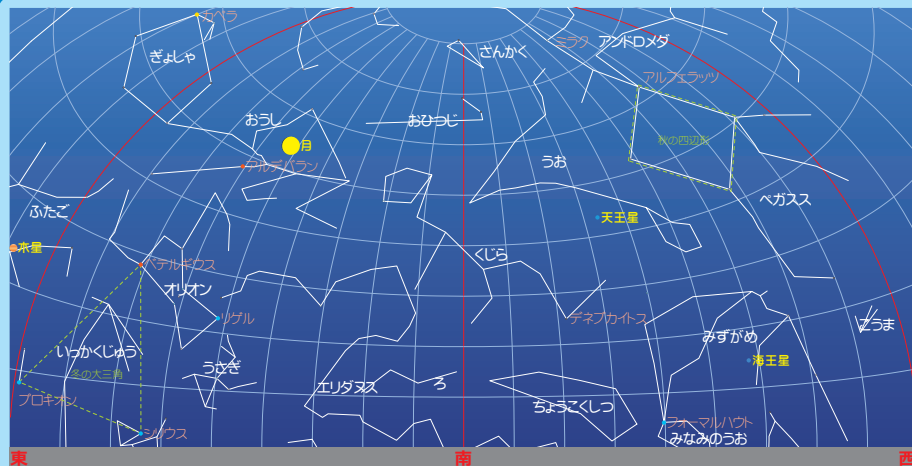 カペラ
ぎょしゃ
さんかく
ミラク
アンドロメダ
アルフェラッツ
おうし
おひつじ
月
秋の四辺形
アルデバラン
うお
ペガスス
ふたご
天王星
木星
くじら
ベテルギウス
オリオン
リゲル
デネブカイトス
こうま
みずがめ
いっかくじゅう
うさぎ
海王星
冬の大三角
エリダヌス
ろ
プロキオン
ちょうこくしつ
フォーマルハウト
シリウス
みなみのうお
東
南
西